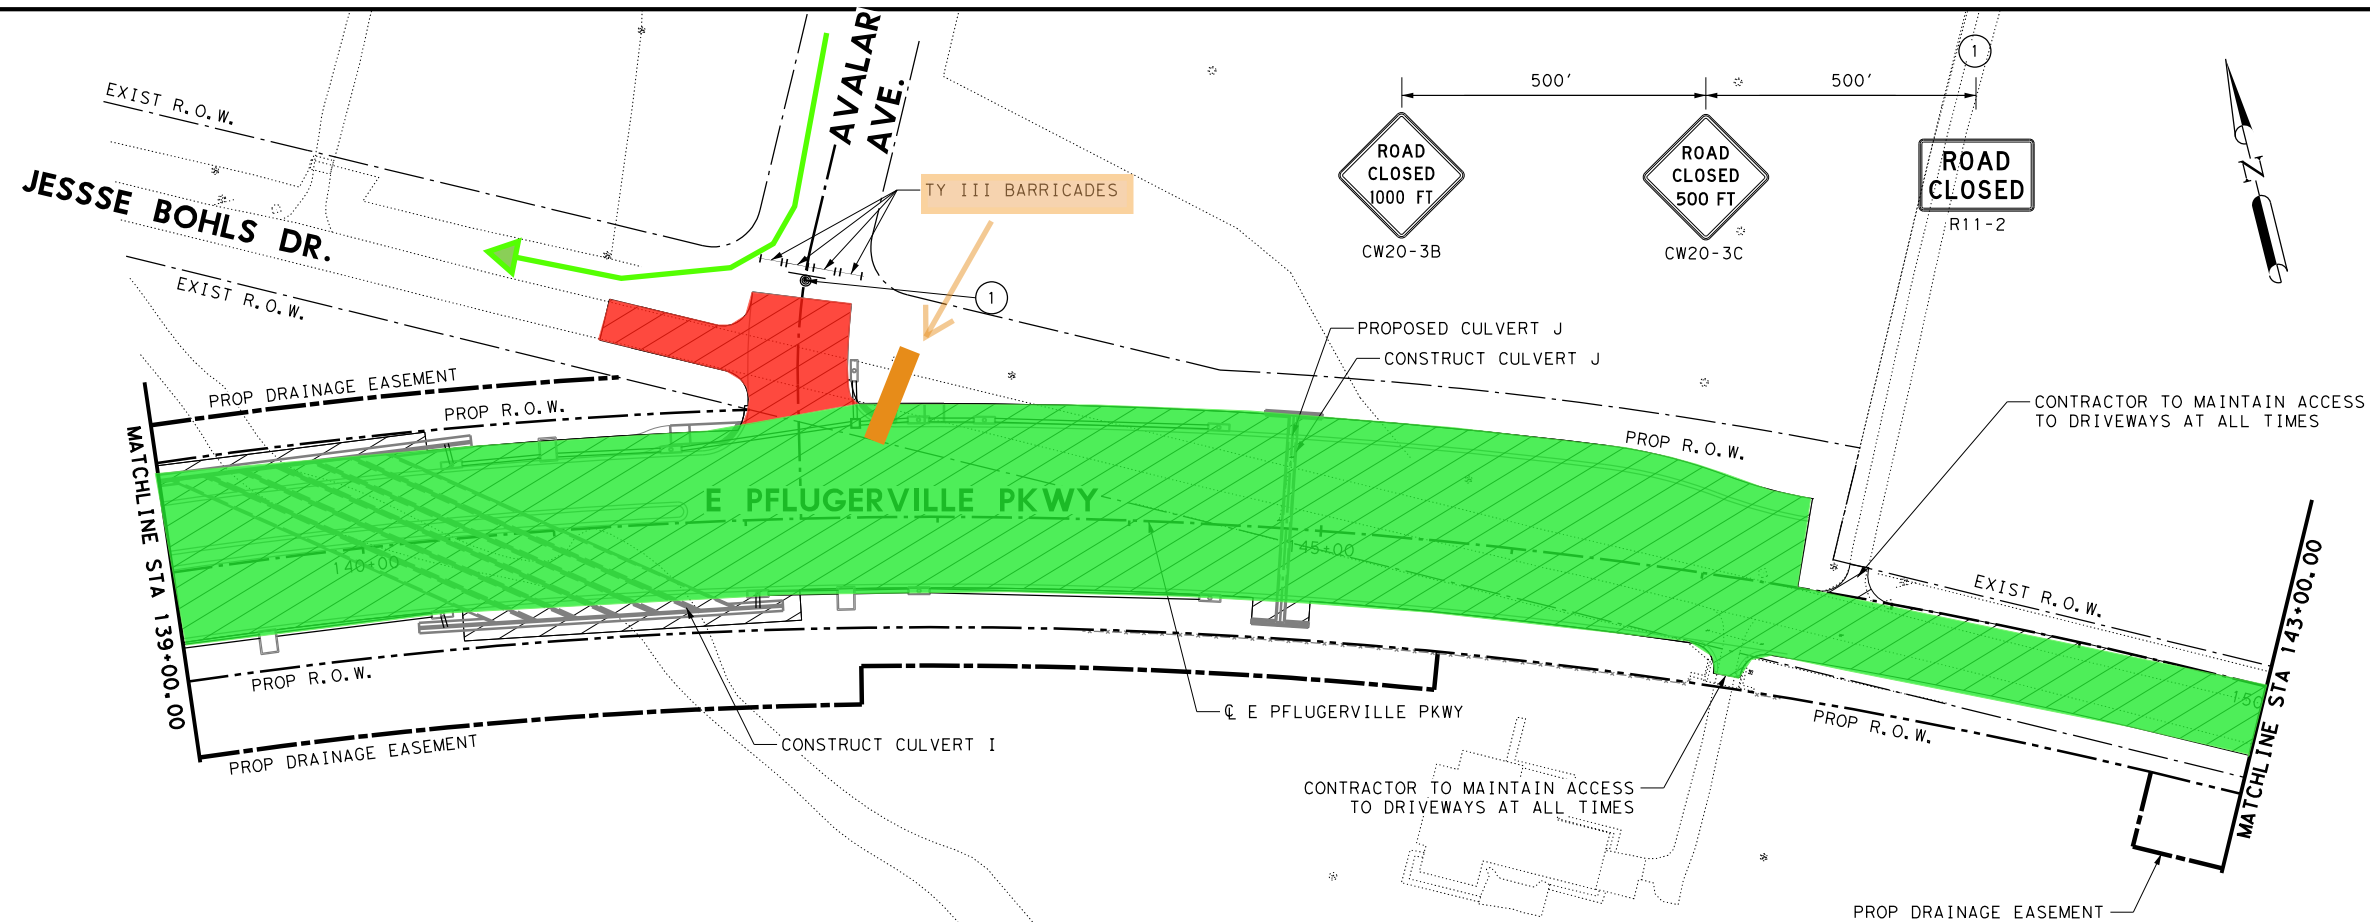 AVALAR
AVE.
EXIST R.O.W.
JESSSE BOHLS DR.
EXIST R.O.W.
TY III BARRICADES
1
500'
500'
1
ROAD
CLOSED
1000 FT
CW20-3B
ROAD
CLOSED
500 FT
CW20-3C
ROAD
CLOSED
R11-2
N
PROPOSED CULVERT J
CONSTRUCT CULVERT J
PROP DRAINAGE EASEMENT
PROP R.O.W.
PROP R.O.W.
CONTRACTOR TO MAINTAIN ACCESS
TO DRIVEWAYS AT ALL TIMES
MATCHLINE STA 139+00.00
E PFLUGERVILLE PKWY
140+00
145+00
150
EXIST R.O.W.
MATCHLINE STA 143+00.00
PROP R.O.W.
PROP DRAINAGE EASEMENT
CONSTRUCT CULVERT I
℄ E PFLUGERVILLE PKWY
PROP R.O.W.
CONTRACTOR TO MAINTAIN ACCESS
TO DRIVEWAYS AT ALL TIMES
PROP DRAINAGE EASEMENT